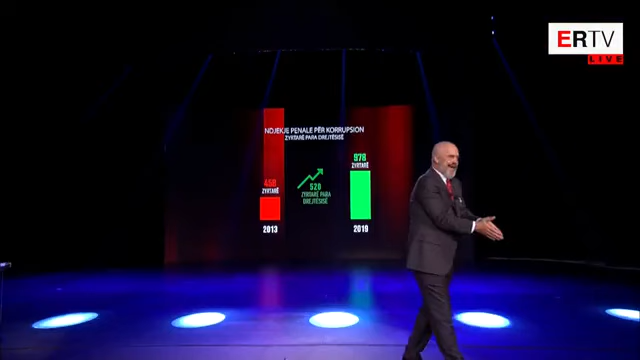 ERTV
LIVE
NDJEKJE PENALE PËR KORRUPSION
ZYRTARË PARA DREJTËSISË
458
ZYRTARË
520
ZYRTARË PARA
DREJTËSISË
978
ZYRTARË
2013
2019